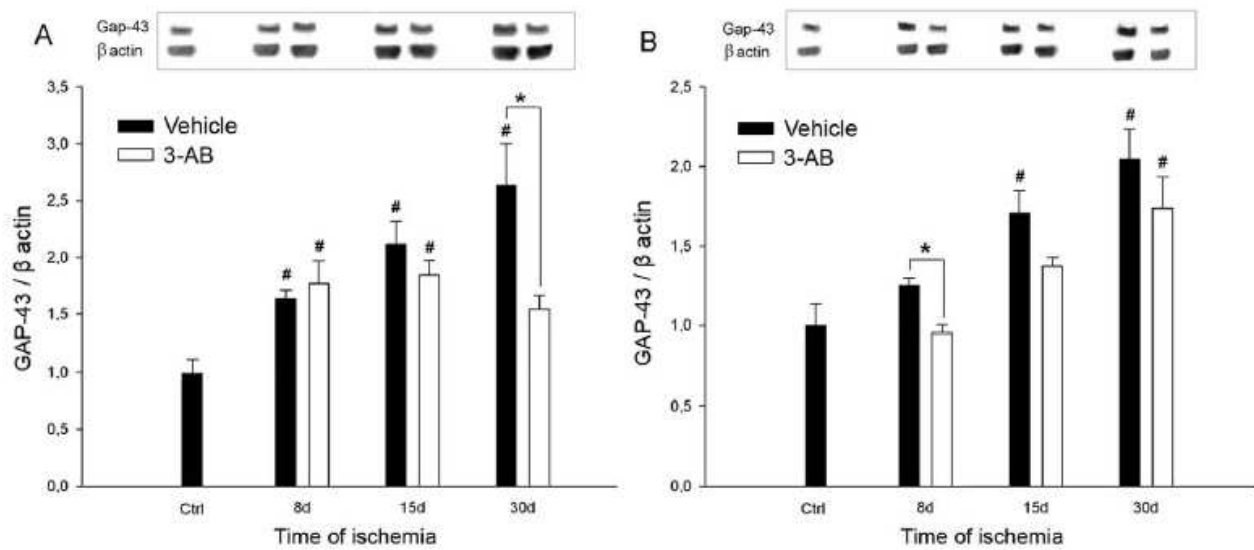 A
Gap-43
β actin
3,5
3,0
2,5
2,0
1,5
1,0
0,5
0,0
GAP-43 / β actin
Vehicle
3-AB
#
#
#
#
#
*
Ctrl
8d
15d
30d
Time of ischemia
B
Gap-43
β actin
2,5
2,0
1,5
1,0
0,5
0,0
GAP-43 / β actin
Vehicle
3-AB
*
#
#
#
Ctrl
8d
15d
30d
Time of ischemia